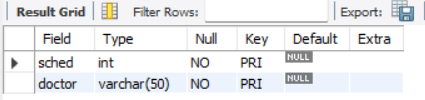 Result Grid Filter Rows: Export:
Field Type Null Key Default Extra
sched int NO PRI NULL
doctor varchar(50) NO PRI NULL